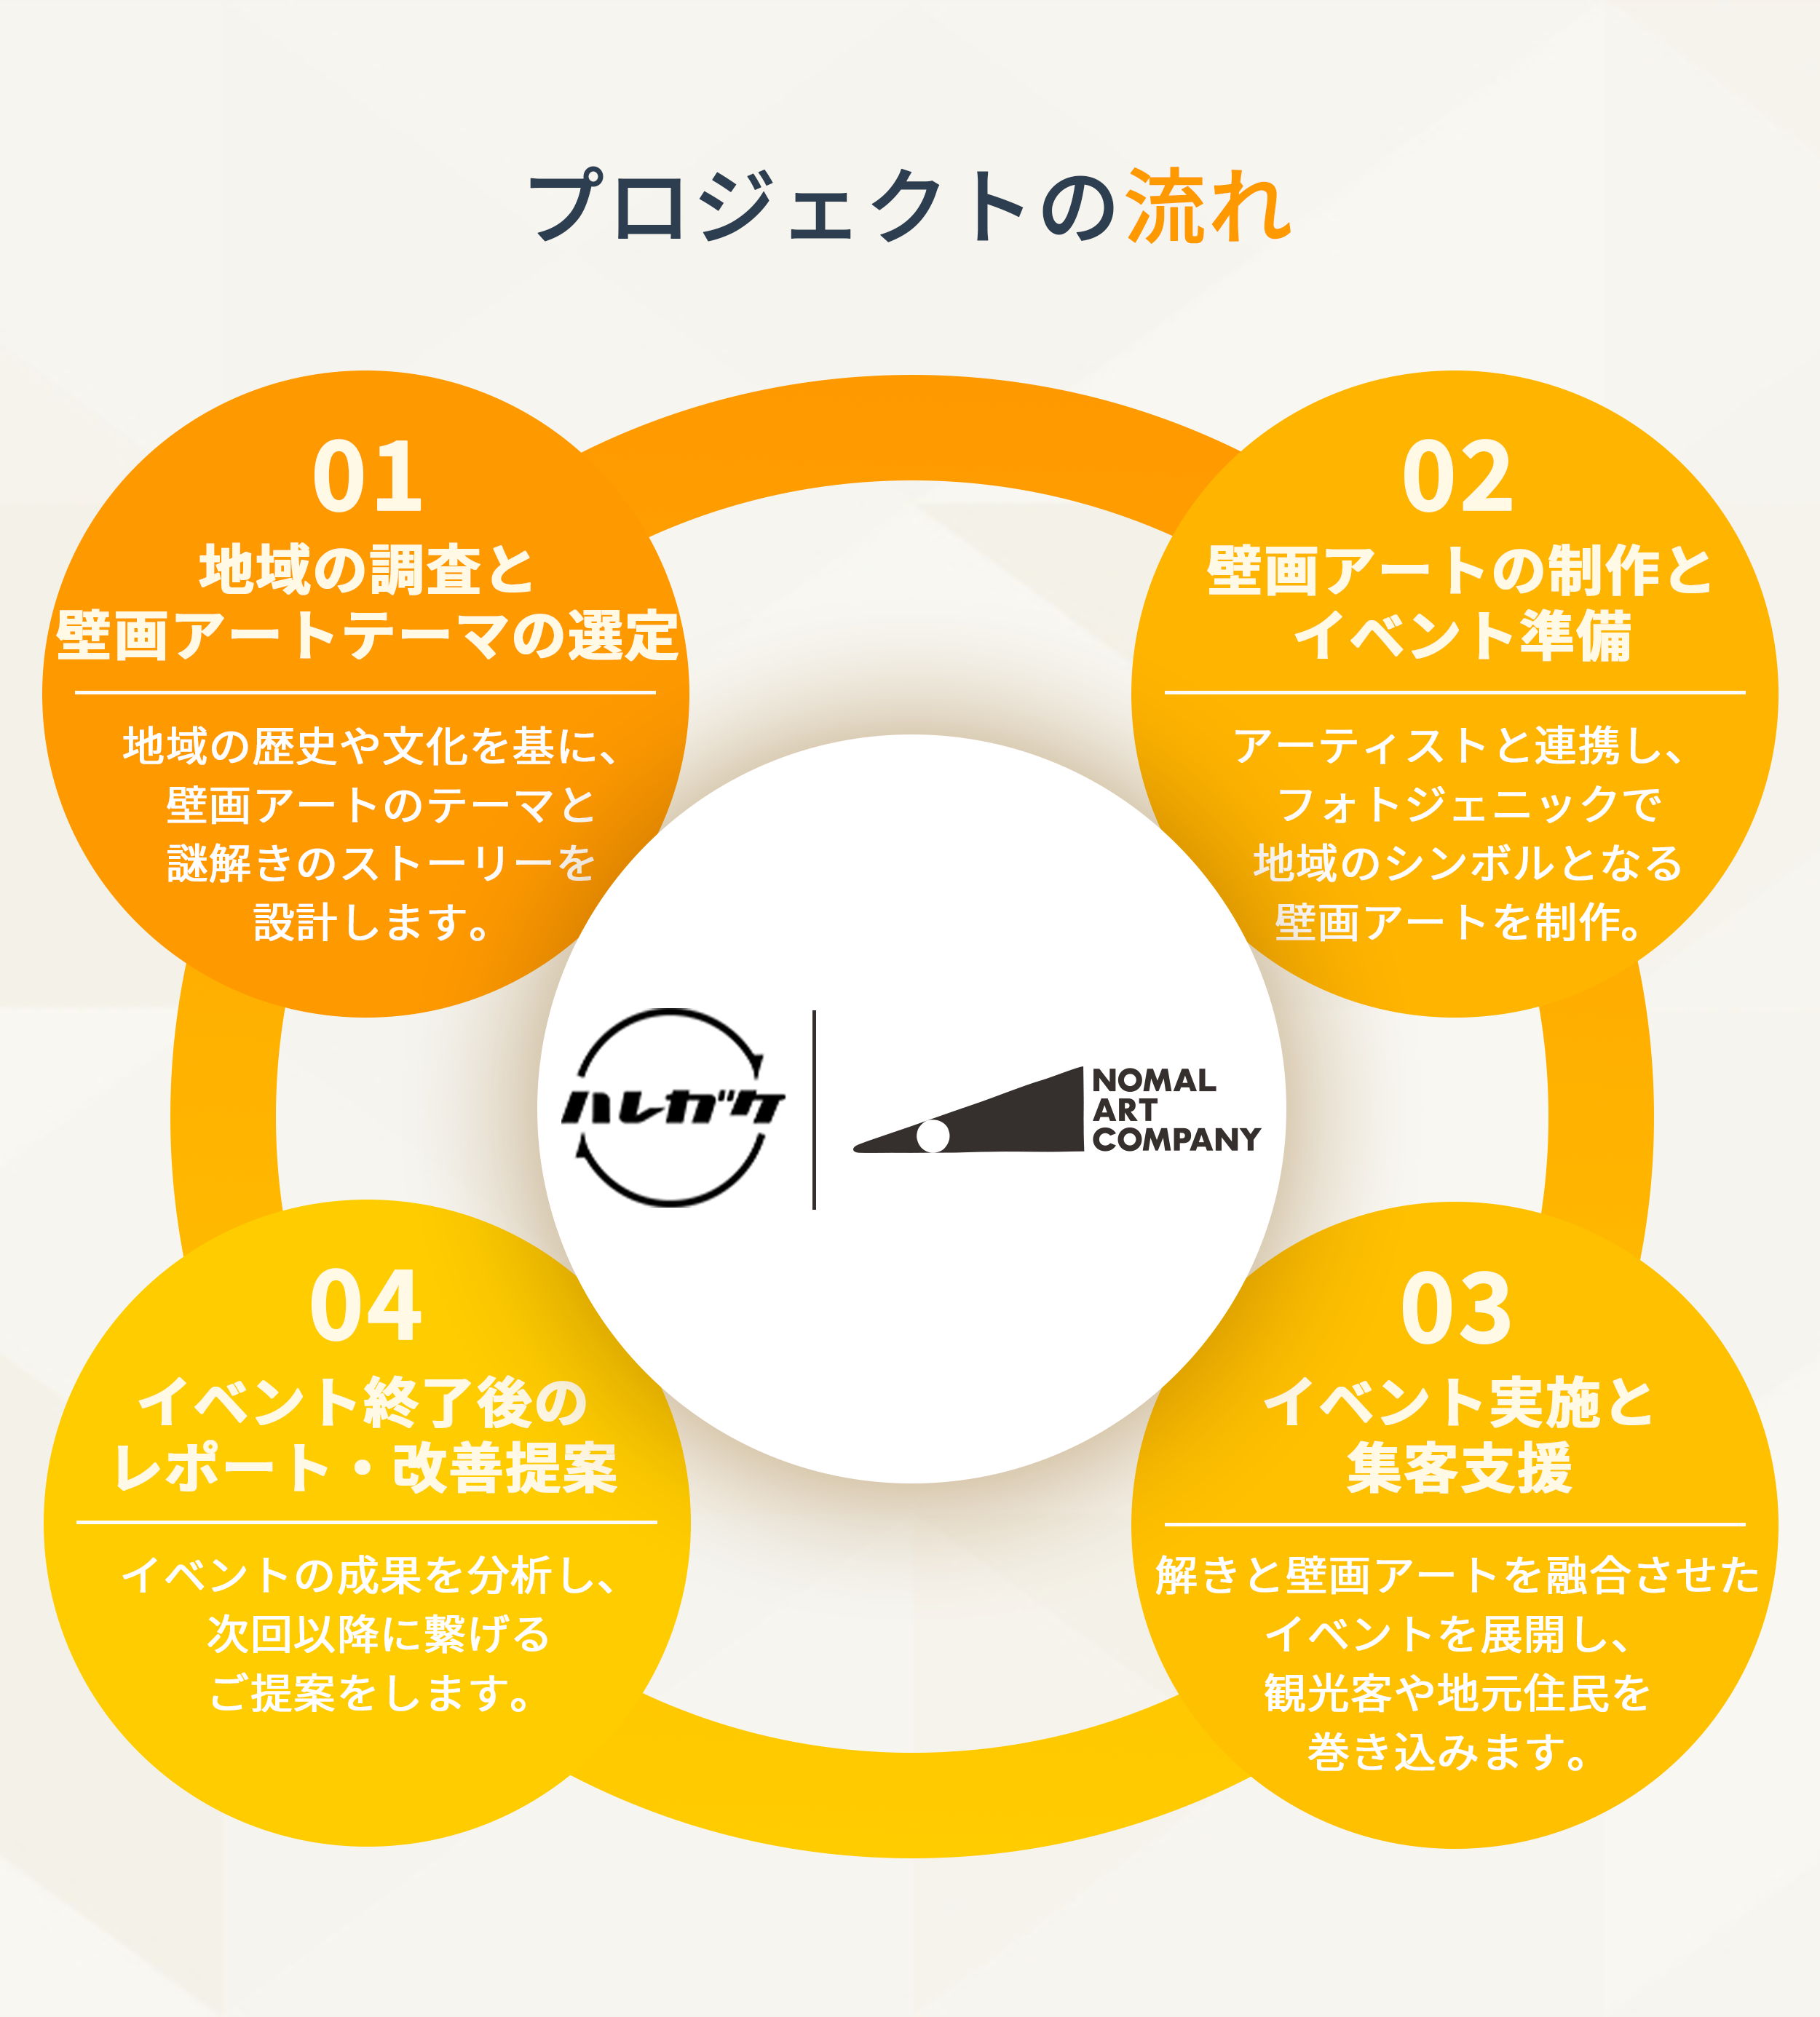 プロジェクトの流れ
01
地域の調査と
壁画アートテーマの選定
地域の歴史や文化を基に、
壁画アートのテーマと
謎解きのストーリーを
設計します。
02
壁画アートの制作と
イベント準備
アーティストと連携し、
フォトジェニックで
地域のシンボルとなる
壁画アートを制作。
ハレガケ
NOMAL
ART
COMPANY
03
イベント実施と
集客支援
解きと壁画アートを融合させた
イベントを展開し、
観光客や地元住民を
巻き込みます。
04
イベント終了後の
レポート・改善提案
イベントの成果を分析し、
次回以降に繋げる
ご提案をします。